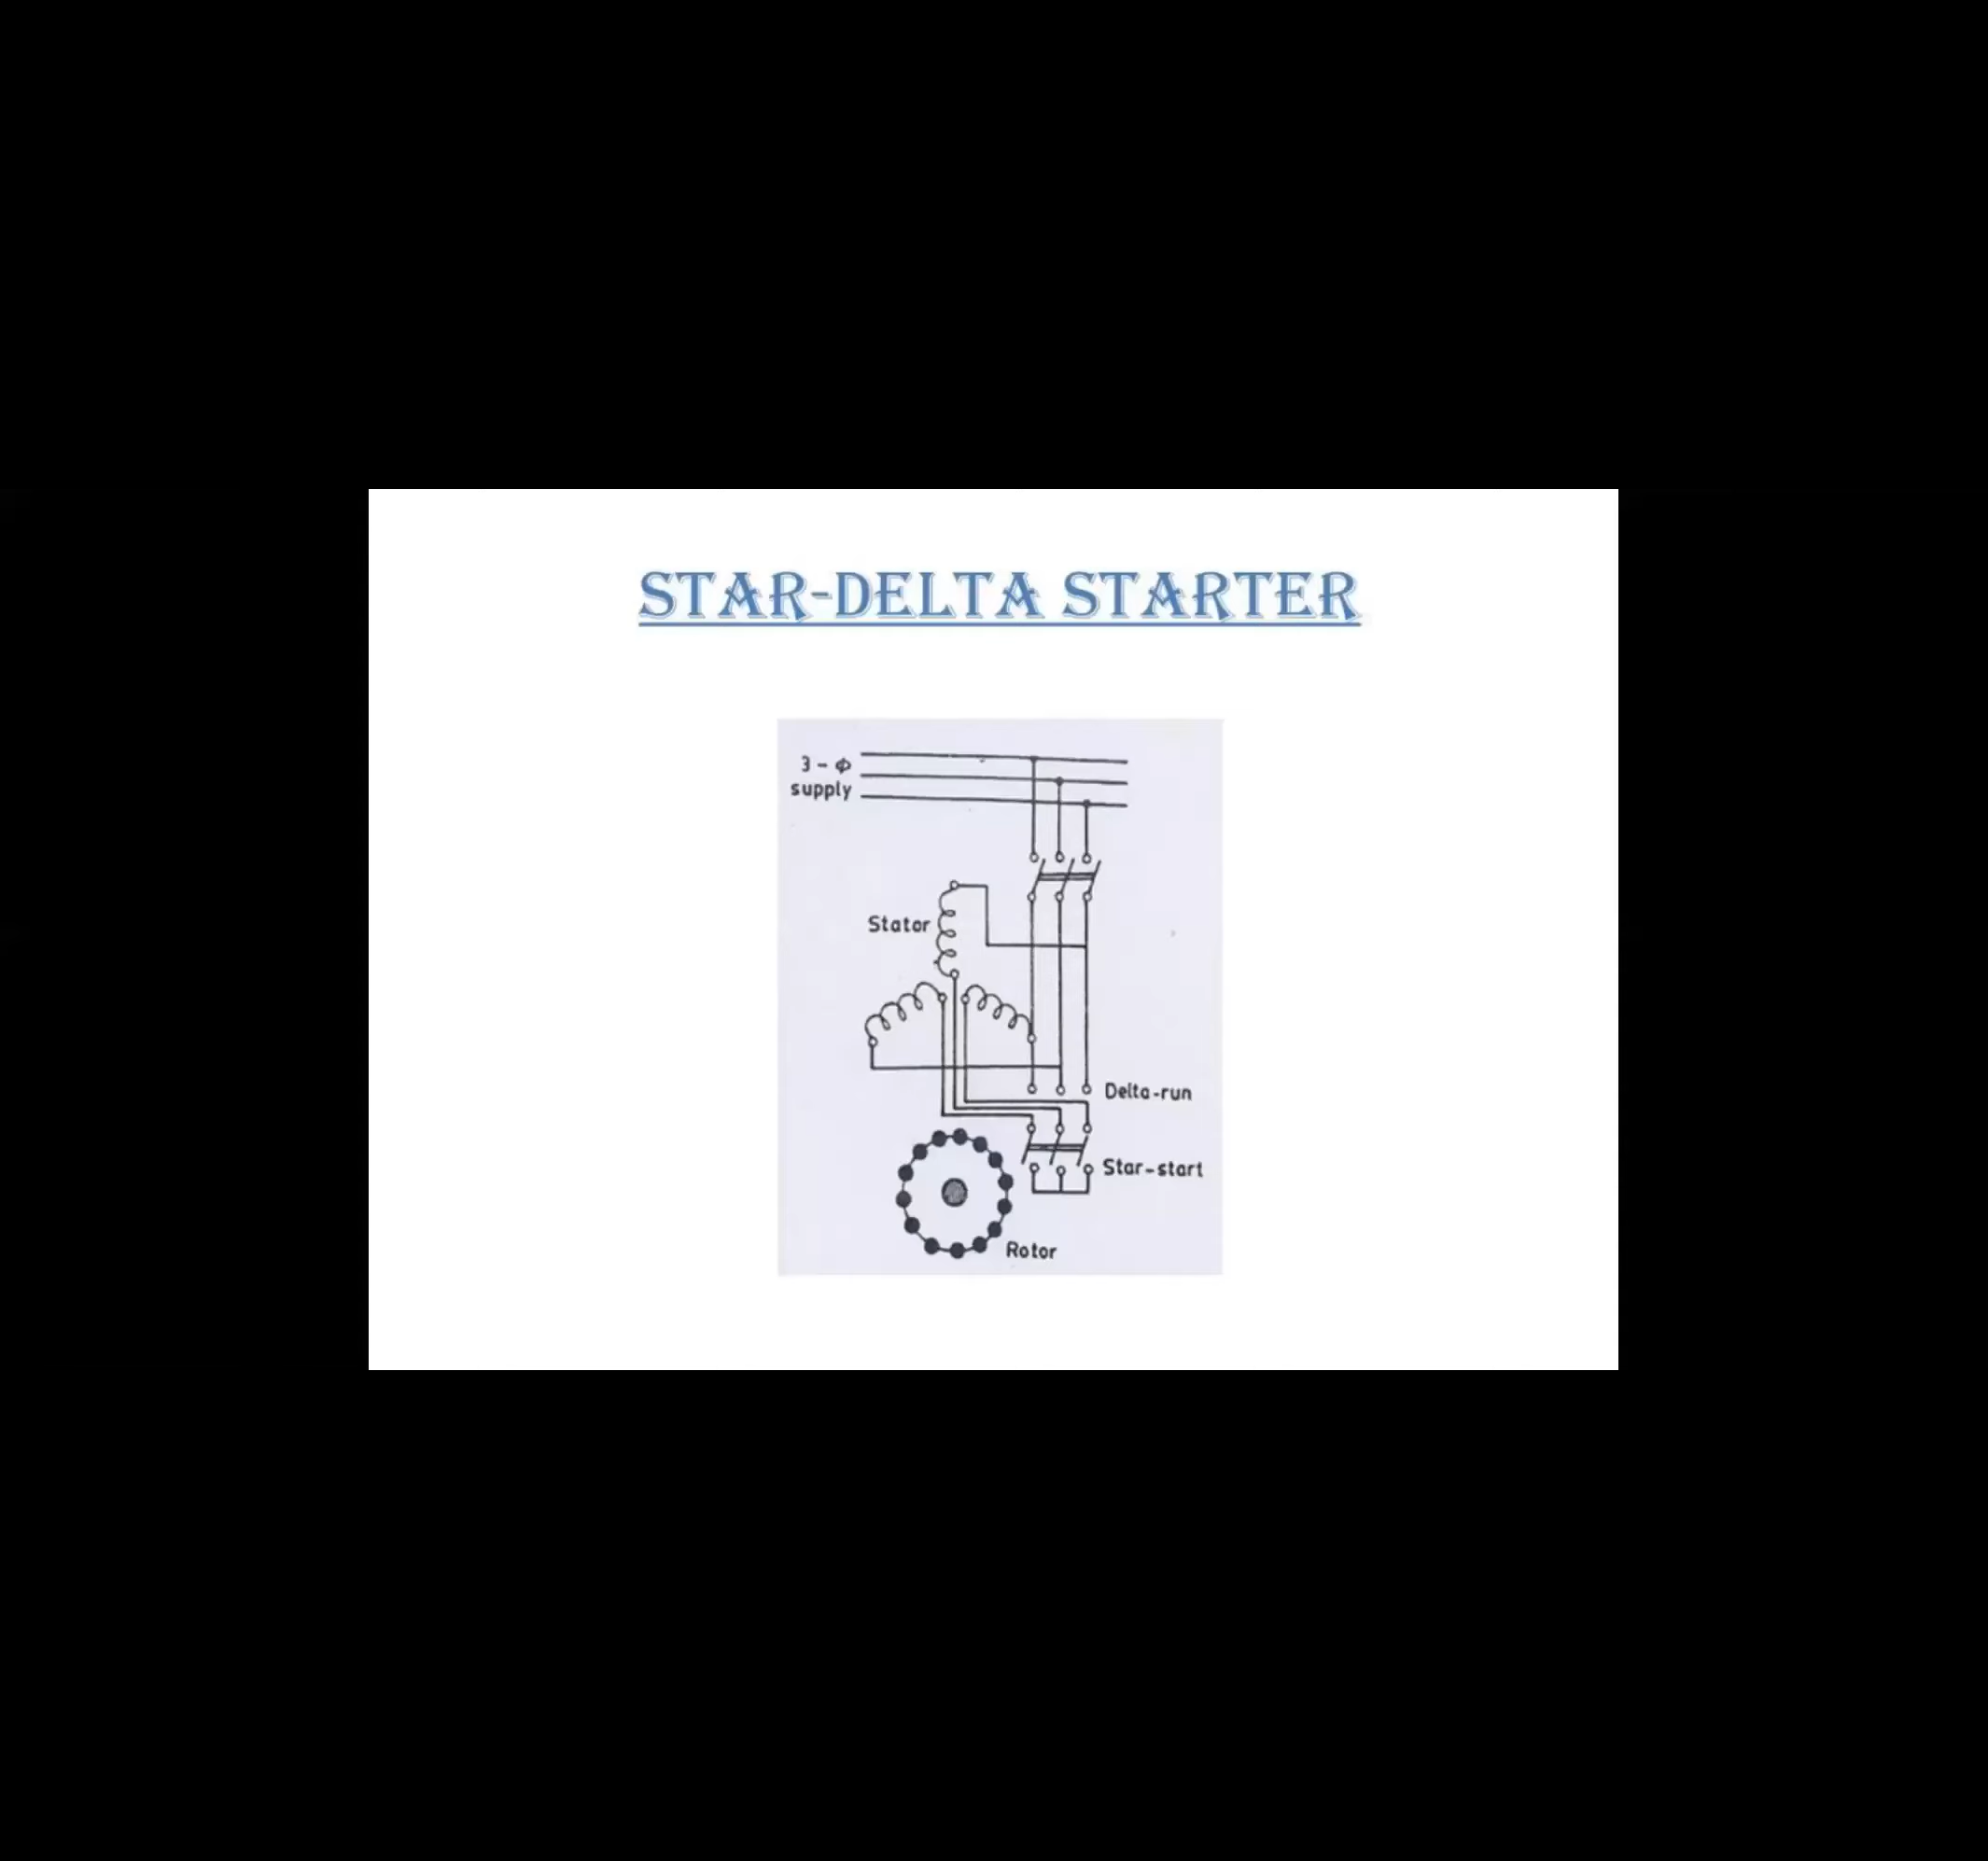 STAR-DELTA STARTER
3-ϕ
supply
Stator
Delta-run
Star-start
Rotor